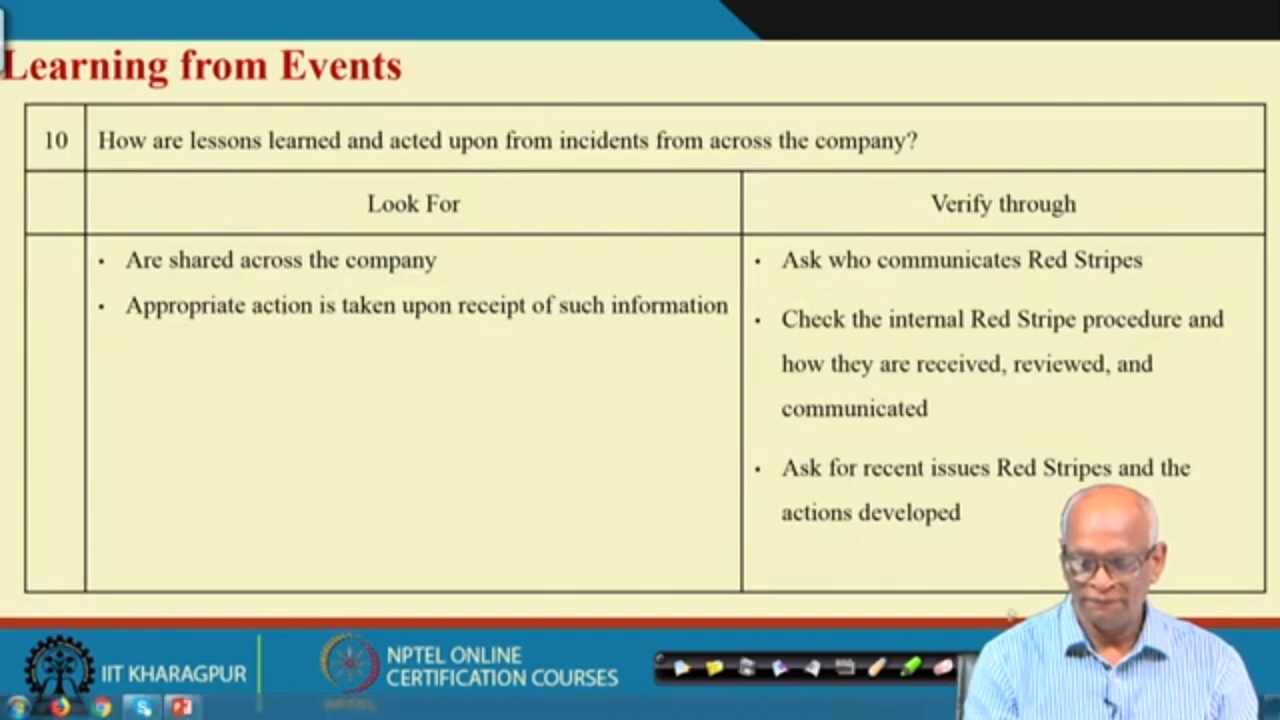 Learning from Events
10
How are lessons learned and acted upon from incidents from across the company?
Look For
Verify through
• Are shared across the company
• Appropriate action is taken upon receipt of such information
• Ask who communicates Red Stripes
• Check the internal Red Stripe procedure and
how they are received, reviewed, and
communicated
• Ask for recent issues Red Stripes and the
actions developed
IIT KHARAGPUR
NPTEL ONLINE
CERTIFICATION COURSES